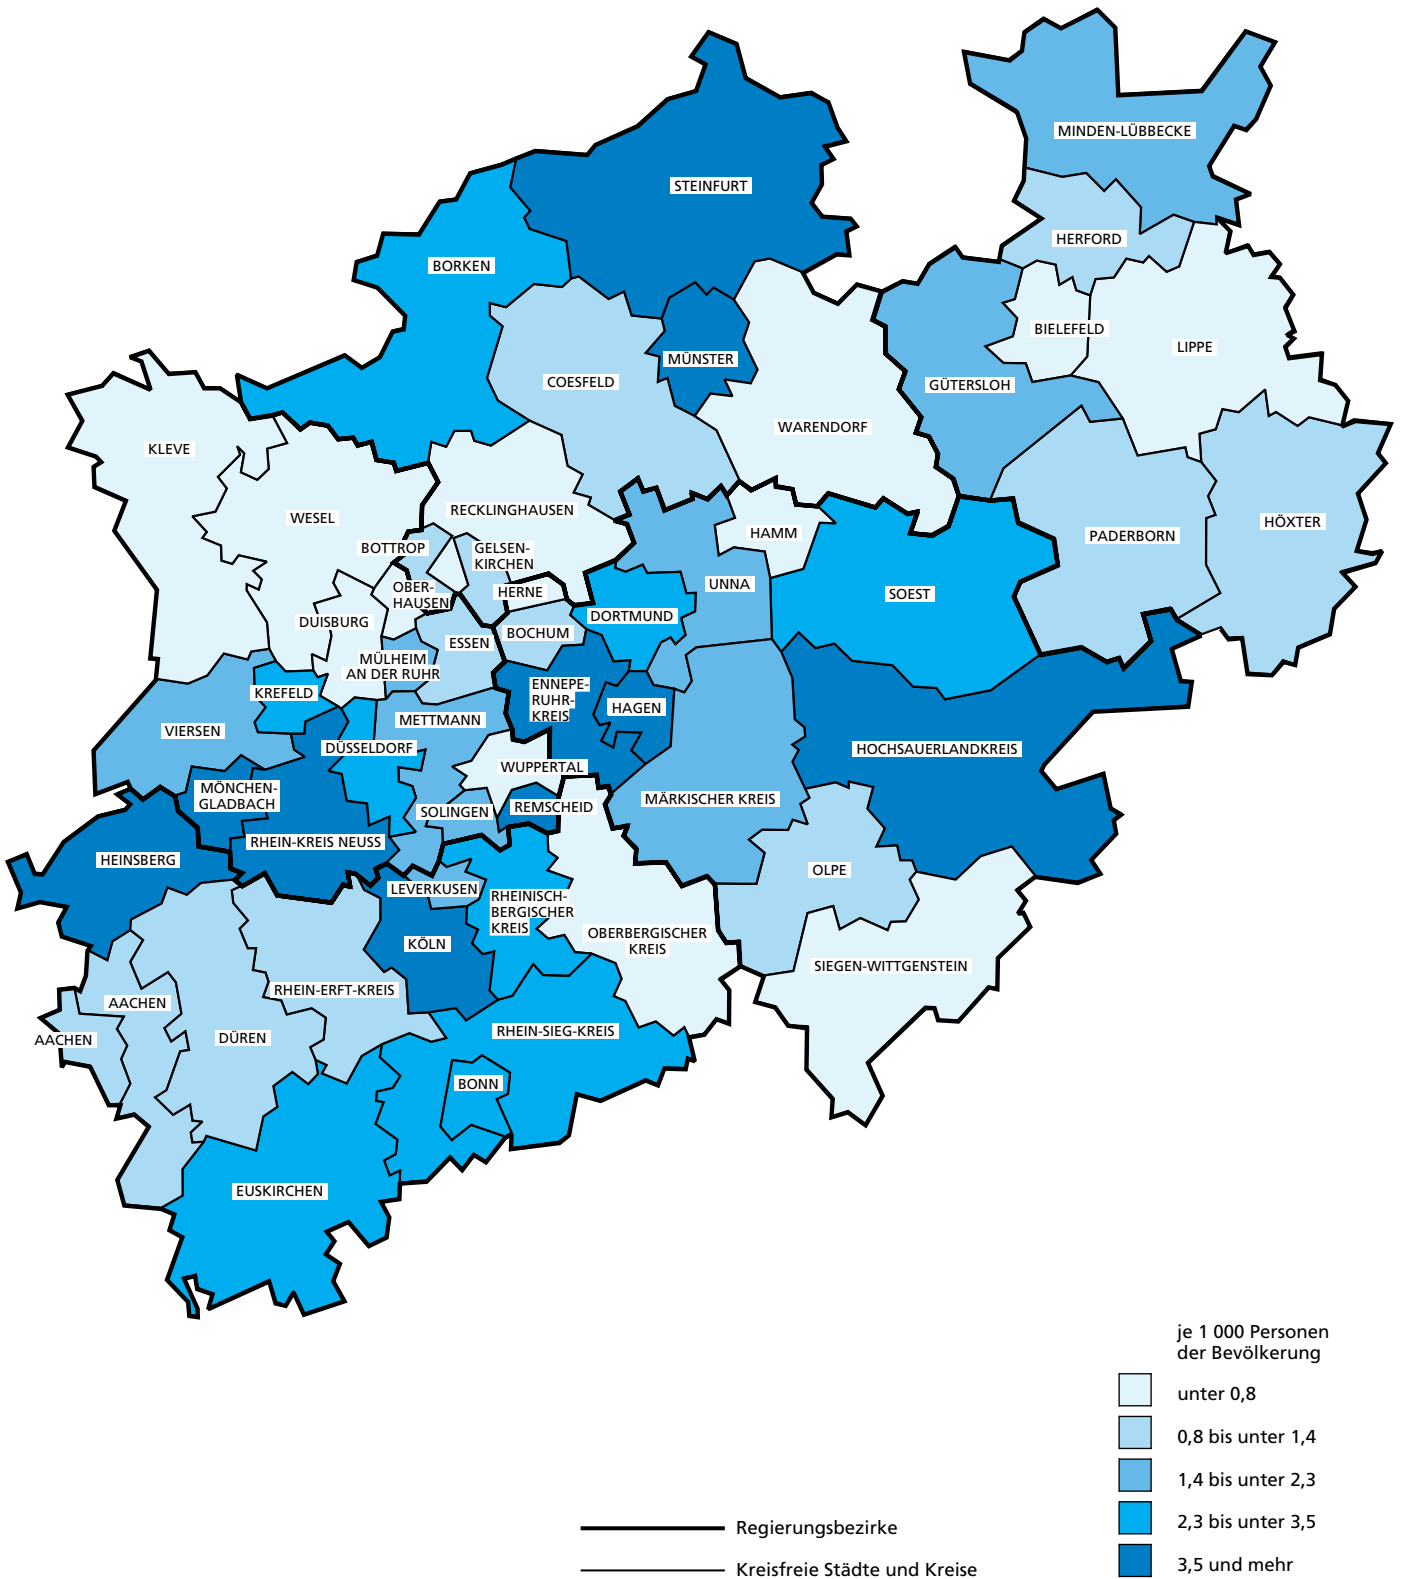 MINDEN-LÜBBECKE
STEINFURT
HERFORD
BORKEN
BIELEFELD
LIPPE
MÜNSTER
COESFELD
GÜTERSLOH
WARENDORF
KLEVE
RECKLINGHAUSEN
WESEL
HÖXTER
HAMM
PADERBORN
BOTTROP
GELSEN-
KIRCHEN
UNNA
OBER-
HAUSEN
HERNE
SOEST
DORTMUND
DUISBURG
BOCHUM
ESSEN
MÜLHEIM
AN DER RUHR
KREFELD
ENNEPE-
RUHR-
KREIS
HAGEN
METTMANN
VIERSEN
DÜSSELDORF
HOCHSAUERLANDKREIS
WUPPERTAL
MÖNCHEN-
GLADBACH
MÄRKISCHER KREIS
REMSCHEID
SOLINGEN
RHEIN-KREIS NEUSS
HEINSBERG
OLPE
LEVERKUSEN
RHEINISCH-
BERGISCHER
KREIS
OBERBERGISCHER
KREIS
KÖLN
SIEGEN-WITTGENSTEIN
RHEIN-ERFT-KREIS
AACHEN
RHEIN-SIEG-KREIS
DÜREN
AACHEN
BONN
EUSKIRCHEN
je 1 000 Personen
der Bevölkerung
unter 0,8
0,8 bis unter 1,4
1,4 bis unter 2,3
2,3 bis unter 3,5
3,5 und mehr
Regierungsbezirke
Kreisfreie Städte und Kreise